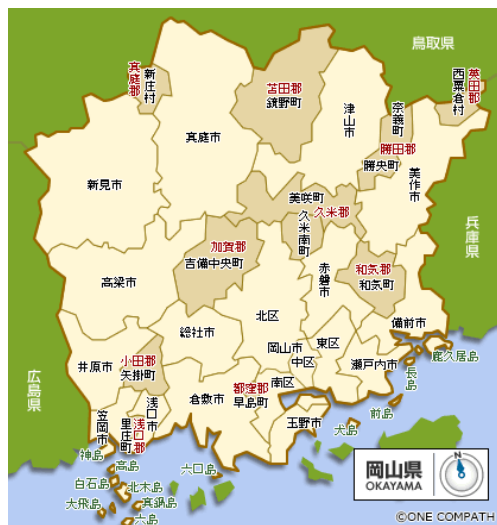 鳥取県
真庭郡
新庄村
苫田郡
鏡野町
津山市
奈義町
英田郡
西粟倉村
真庭市
勝田郡
勝央町
美作市
新見市
美咲町
久米郡
久米南町
兵庫県
加賀郡
吉備中央町
赤磐市
和気郡
和気町
高梁市
北区
備前市
総社市
岡山市
東区
中区
井原市
小田郡
矢掛町
瀬戸内市
鹿久居島
長島
広島県
倉敷市
都窪郡
早島町
南区
浅口市
笠岡市
里庄町
浅口郡
玉野市
犬島
前島
神島
高島
六口島
白石島
北木島
大飛島
真鍋島
六島
岡山県
OKAYAMA
©ONE COMPATH